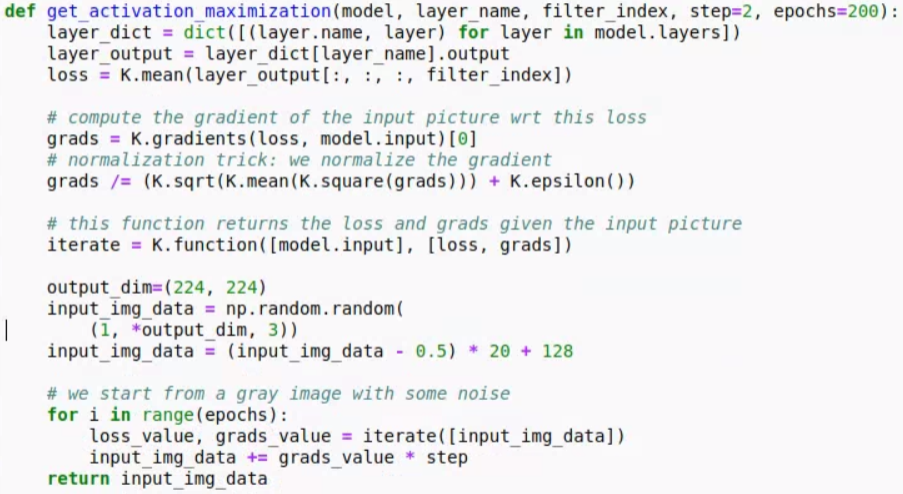 def get_activation_maximization(model, layer_name, filter_index, step=2, epochs=200):
    layer_dict = dict([(layer.name, layer) for layer in model.layers])
    layer_output = layer_dict[layer_name].output
    loss = K.mean(layer_output[:, :, :, filter_index])

    # compute the gradient of the input picture wrt this loss
    grads = K.gradients(loss, model.input)[0]
    # normalization trick: we normalize the gradient
    grads /= (K.sqrt(K.mean(K.square(grads))) + K.epsilon())

    # this function returns the loss and grads given the input picture
    iterate = K.function([model.input], [loss, grads])

    output_dim=(224, 224)
    input_img_data = np.random.random(
        (1, *output_dim, 3))
    input_img_data = (input_img_data - 0.5) * 20 + 128

    # we start from a gray image with some noise
    for i in range(epochs):
        loss_value, grads_value = iterate([input_img_data])
        input_img_data += grads_value * step
    return input_img_data